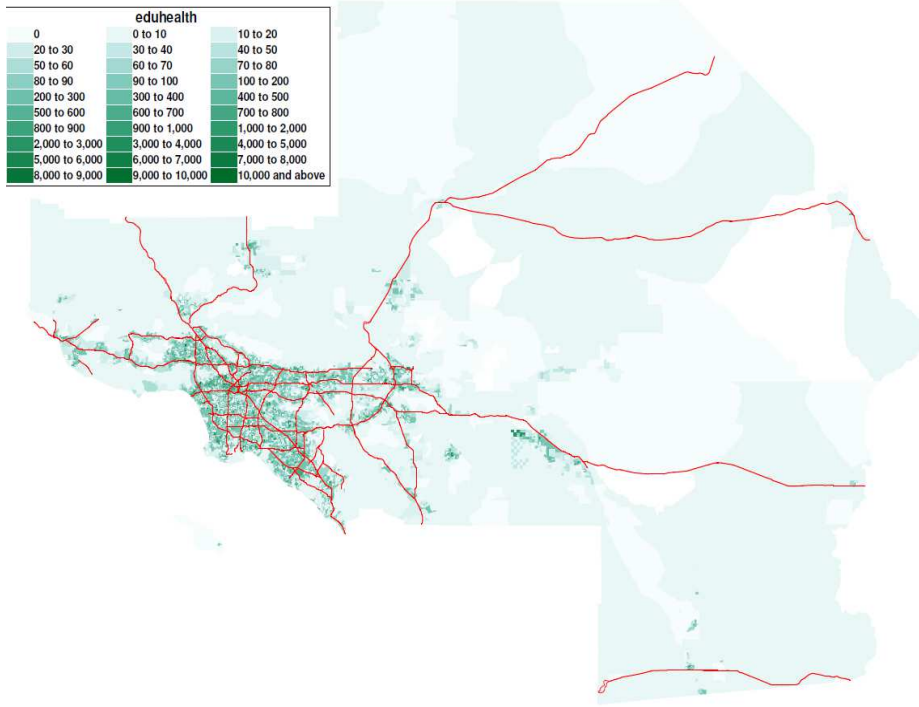 eduhealth
0 0 to 10 10 to 20
20 to 30 30 to 40 40 to 50
50 to 60 60 to 70 70 to 80
80 to 90 90 to 100 100 to 200
200 to 300 300 to 400 400 to 500
500 to 600 600 to 700 700 to 800
800 to 900 900 to 1,000 1,000 to 2,000
2,000 to 3,000 3,000 to 4,000 4,000 to 5,000
5,000 to 6,000 6,000 to 7,000 7,000 to 8,000
8,000 to 9,000 9,000 to 10,000 10,000 and above